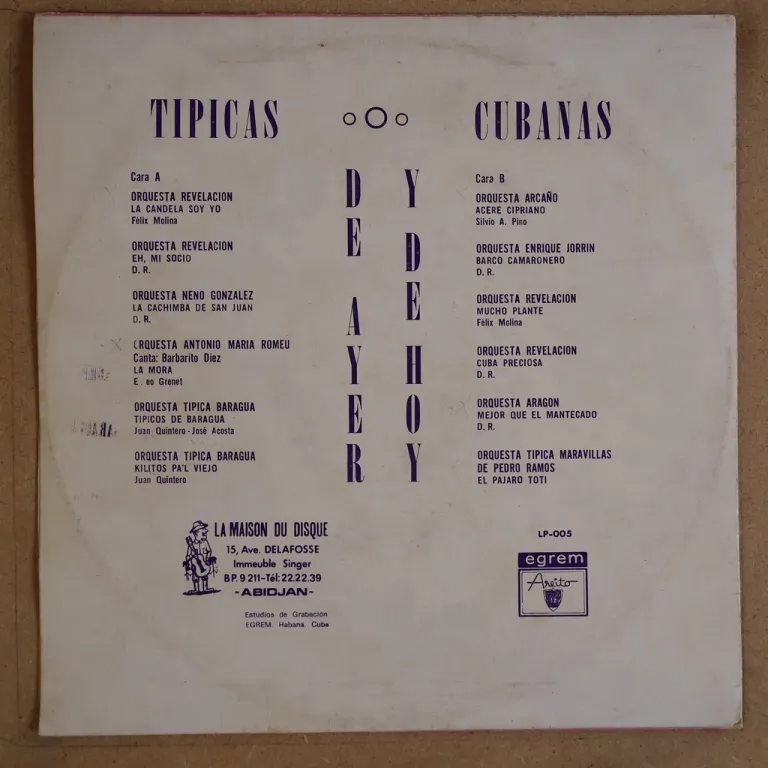 TIPICAS CUBANAS
DE AYER
Y DE HOY
Cara A
ORQUESTA REVELACION
LA CANDELA SOY YO
Félix Molina
ORQUESTA REVELACION
EH, MI SOCIO
D. R.
ORQUESTA NENO GONZALEZ
LA CACHIMBA DE SAN JUAN
D. R.
ORQUESTA ANTONIO MARIA ROMEU
Canta: Barbarito Diez
LA MORA
E. eo Grenet
ORQUESTA TIPICA BARAGUA
TIPICOS DE BARAGUA
Juan Quintero-José Acosta
ORQUESTA TIPICA BARAGUA
KILITOS PA'L VIEJO
Juan Quintero
Cara B
ORQUESTA ARCAÑO
ACERE CIPRIANO
Silvio A. Pino
ORQUESTA ENRIQUE JORRIN
BARCO CAMARONERO
D. R.
ORQUESTA REVELACION
MUCHO PLANTE
Félix Molina
ORQUESTA REVELACION
CUBA PRECIOSA
D. R.
ORQUESTA ARAGON
MEJOR QUE EL MANTECADO
D. R.
ORQUESTA TIPICA MARAVILLAS
DE PEDRO RAMOS
EL PAJARO TOTI
LA MAISON DU DISQUE
15, Ave. DELAFOSSE
Immeuble Singer
B P. 9 211-Tél: 22.22.39
-ABIDJAN-
Estudios de Grabación
EGREM. Habana. Cuba
LP-005
egrem
Areito